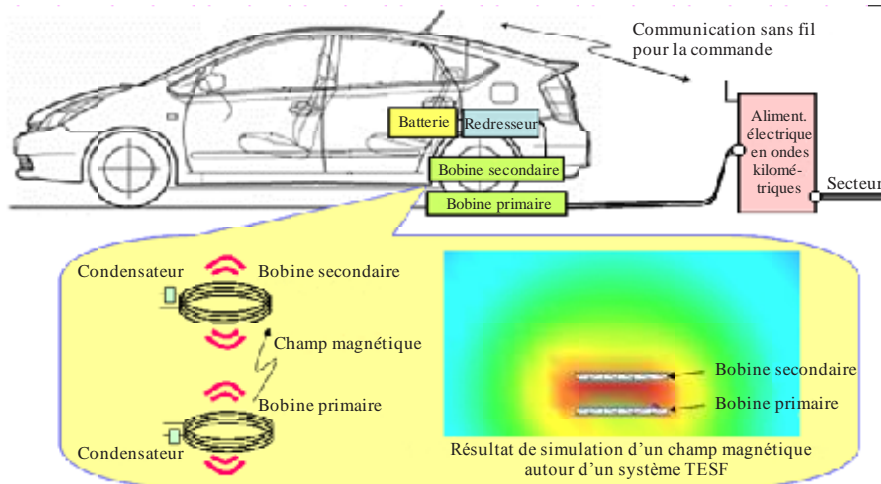 Communication sans fil
pour la commande
Batterie
Redresseur
Aliment.
électrique
en ondes
kilomé-
triques
Bobine secondaire
Secteur
Bobine primaire
Condensateur
Bobine secondaire
Champ magnétique
Bobine primaire
Condensateur
Bobine secondaire
Bobine primaire
Résultat de simulation d'un champ magnétique
autour d'un système TESF